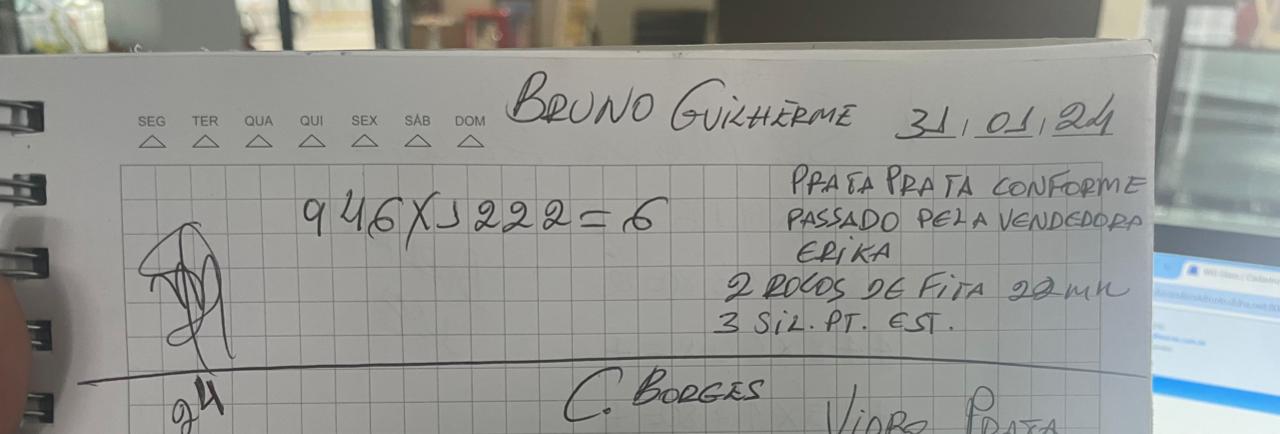 BRUNO GUILHERME 31,01,24
SEG TER QUA QUI SEX SÁB DOM
PRATA PRATA CONFORME
946X1222=6
PASSADO PELA VENDEDORA
ERIKA
2 ROLOS DE FITA 22mm
3 SIL. PT. EST.
C. BORGES
24
VIDRO PRATA